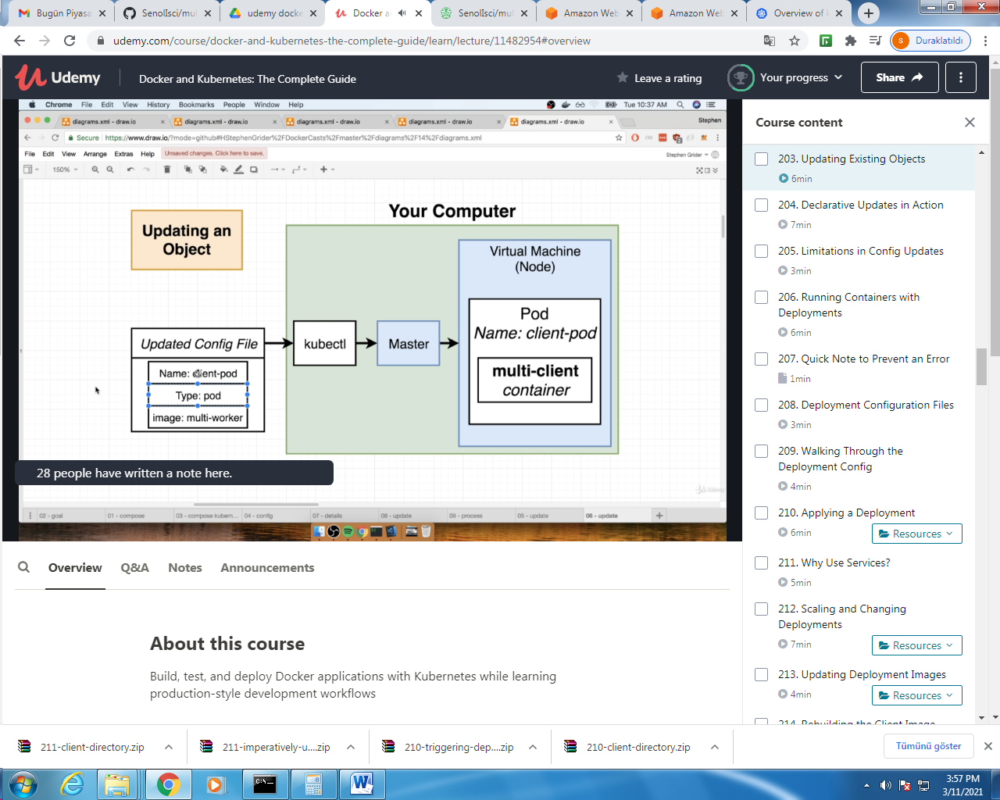 Bugün Piyasa
SenolIsci/mul
udemy docke
Docker a
SenolIsci/mul
Amazon Web
Amazon Web
Overview of k
udemy.com/course/docker-and-kubernetes-the-complete-guide/learn/lecture/11482954#overview
s
Duraklatıldı
Udemy
Docker and Kubernetes: The Complete Guide
Leave a rating
Your progress
Share
Chrome File Edit View History Bookmarks People Window Help
Tue 10:37 AM
diagrams.xml - draw.io
diagrams.xml - draw.io
diagrams.xml - draw.io
diagrams.xml - draw.io
diagrams.xml - draw.io
Stephen
Secure
https://www.draw.io/?mode=github#HStephenGrider%2FDockerCasts%2Fmaster%2Fdiagrams%2F14%2Fdiagrams.xml
File Edit View Arrange Extras Help
Unsaved changes. Click here to save.
Stephen Grider
150%
Updating an
Object
Your Computer
Virtual Machine
(Node)
Pod
Name: client-pod
multi-client
container
Updated Config File
kubectl
Master
Name: client-pod
Type: pod
image: multi-worker
28 people have written a note here.
Udemy
02 - goal
01 - compose
03 - compose kubern...
04 - config
07 - details
08 - update
09 - process
05 - update
06 - update
Course content
203. Updating Existing Objects
6min
204. Declarative Updates in Action
7min
205. Limitations in Config Updates
3min
206. Running Containers with
Deployments
6min
207. Quick Note to Prevent an Error
1min
208. Deployment Configuration Files
3min
209. Walking Through the
Deployment Config
4min
210. Applying a Deployment
6min
Resources
211. Why Use Services?
5min
212. Scaling and Changing
Deployments
7min
Resources
213. Updating Deployment Images
4min
Resources
214. Rebuilding the Client Image
Overview
Q&A
Notes
Announcements
About this course
Build, test, and deploy Docker applications with Kubernetes while learning
production-style development workflows
211-client-directory.zip
211-imperatively-u....zip
210-triggering-dep....zip
210-client-directory.zip
Tümünü göster
3:57 PM
3/11/2021